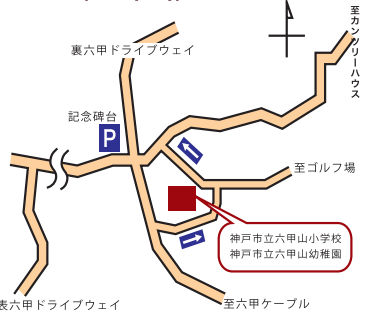 至カンツリーハウス
裏六甲ドライブウェイ
記念碑台
P
至ゴルフ場
神戸市立六甲山小学校
神戸市立六甲山幼稚園
表六甲ドライブウェイ
至六甲ケーブル